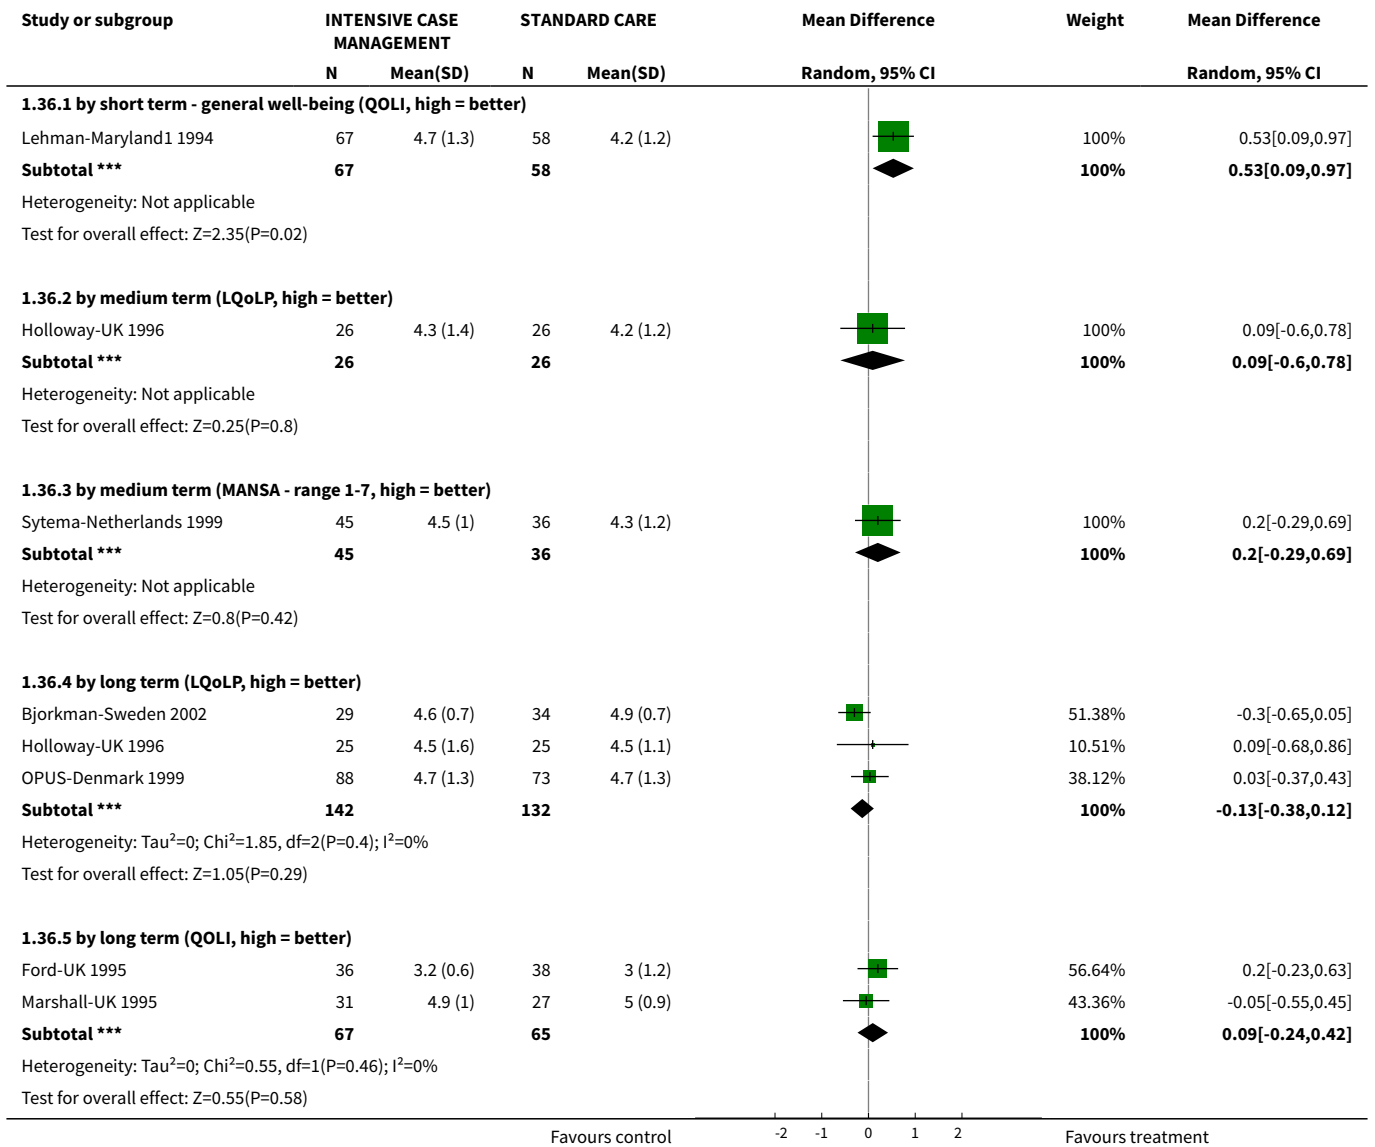 Study or subgroup INTENSIVE CASE MANAGEMENT STANDARD CARE Mean Difference Weight Mean Difference
N Mean(SD) N Mean(SD) Random, 95% CI Random, 95% CI
1.36.1 by short term - general well-being (QOLI, high = better)
Lehman-Maryland1 1994 67 4.7 (1.3) 58 4.2 (1.2) 100% 0.53[0.09,0.97]
Subtotal *** 67 58 100% 0.53[0.09,0.97]
Heterogeneity: Not applicable
Test for overall effect: Z=2.35(P=0.02)
1.36.2 by medium term (LQoLP, high = better)
Holloway-UK 1996 26 4.3 (1.4) 26 4.2 (1.2) 100% 0.09[-0.6,0.78]
Subtotal *** 26 26 100% 0.09[-0.6,0.78]
Heterogeneity: Not applicable
Test for overall effect: Z=0.25(P=0.8)
1.36.3 by medium term (MANSA - range 1-7, high = better)
Sytema-Netherlands 1999 45 4.5 (1) 36 4.3 (1.2) 100% 0.2[-0.29,0.69]
Subtotal *** 45 36 100% 0.2[-0.29,0.69]
Heterogeneity: Not applicable
Test for overall effect: Z=0.8(P=0.42)
1.36.4 by long term (LQoLP, high = better)
Bjorkman-Sweden 2002 29 4.6 (0.7) 34 4.9 (0.7) 51.38% -0.3[-0.65,0.05]
Holloway-UK 1996 25 4.5 (1.6) 25 4.5 (1.1) 10.51% 0.09[-0.68,0.86]
OPUS-Denmark 1999 88 4.7 (1.3) 73 4.7 (1.3) 38.12% 0.03[-0.37,0.43]
Subtotal *** 142 132 100% -0.13[-0.38,0.12]
Heterogeneity: Tau²=0; Chi²=1.85, df=2(P=0.4); I²=0%
Test for overall effect: Z=1.05(P=0.29)
1.36.5 by long term (QOLI, high = better)
Ford-UK 1995 36 3.2 (0.6) 38 3 (1.2) 56.64% 0.2[-0.23,0.63]
Marshall-UK 1995 31 4.9 (1) 27 5 (0.9) 43.36% -0.05[-0.55,0.45]
Subtotal *** 67 65 100% 0.09[-0.24,0.42]
Heterogeneity: Tau²=0; Chi²=0.55, df=1(P=0.46); I²=0%
Test for overall effect: Z=0.55(P=0.58)
Favours control -2 -1 0 1 2 Favours treatment